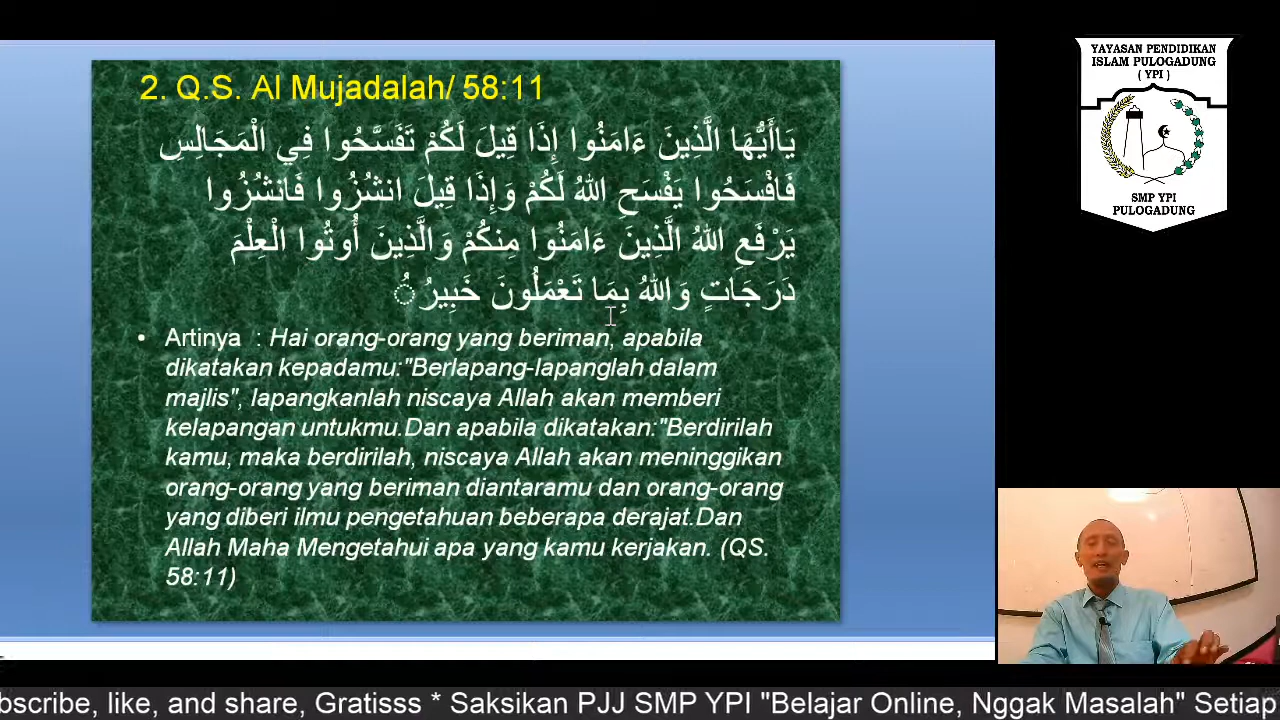 2. Q.S. Al Mujadalah/ 58:11
يَاأَيُّهَا الَّذِينَ ءَامَنُوا إِذَا قِيلَ لَكُمْ تَفَسَّحُوا فِي الْمَجَالِسِ
فَافْسَحُوا يَفْسَحِ اللهُ لَكُمْ وَإِذَا قِيلَ انشُزُوا فَانشُزُوا
يَرْفَعِ اللهُ الَّذِينَ ءَامَنُوا مِنكُمْ وَالَّذِينَ أُوتُوا الْعِلْمَ
دَرَجَاتٍ وَاللهُ بِمَا تَعْمَلُونَ خَبِيرُ ُ
• Artinya : Hai orang-orang yang beriman, apabila
dikatakan kepadamu:"Berlapang-lapanglah dalam
majlis", lapangkanlah niscaya Allah akan memberi
kelapangan untukmu.Dan apabila dikatakan:"Berdirilah
kamu, maka berdirilah, niscaya Allah akan meninggikan
orang-orang yang beriman diantaramu dan orang-orang
yang diberi ilmu pengetahuan beberapa derajat.Dan
Allah Maha Mengetahui apa yang kamu kerjakan. (QS.
58:11)
YAYASAN PENDIDIKAN
ISLAM PULOGADUNG
( YPI )
SMP YPI
PULOGADUNG
bscribe, like, and share, Gratisss * Saksikan PJJ SMP YPI "Belajar Online, Nggak Masalah" Setiap